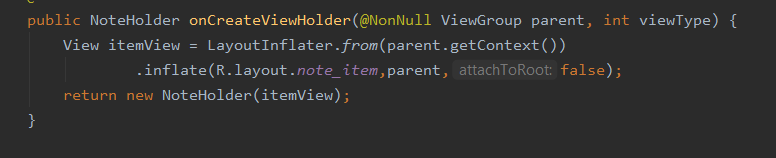 public NoteHolder onCreateViewHolder(@NonNull ViewGroup parent, int viewType) {
View itemView = LayoutInflater.from(parent.getContext())
.inflate(R.layout.note_item,parent, attachToRoot: false);
return new NoteHolder(itemView);
}